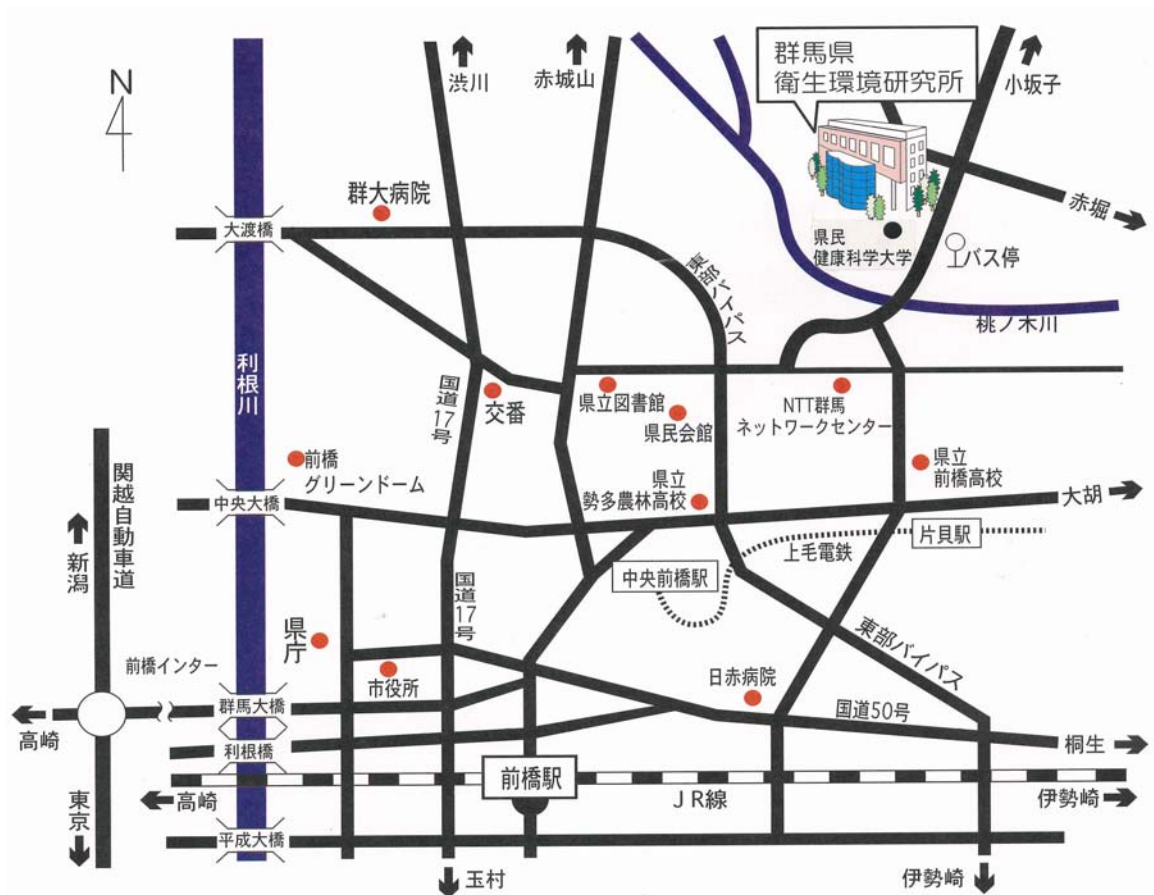 N
渋川
赤城山
群馬県
衛生環境研究所
小坂子
赤堀
群大病院
大渡橋
東部バイパス
県民
健康科学大学
バス停
桃ノ木川
利根川
国道17号
交番
県立図書館
県民会館
NTT群馬
ネットワークセンター
前橋
グリーンドーム
県立
勢多農林高校
県立
前橋高校
中央大橋
大胡
関越自動車道
新潟
上毛電鉄
片貝駅
中央前橋駅
国道17号
県庁
前橋インター
市役所
日赤病院
東部バイパス
群馬大橋
国道50号
高崎
利根橋
桐生
前橋駅
JR線
高崎
伊勢崎
東京
平成大橋
玉村
伊勢崎